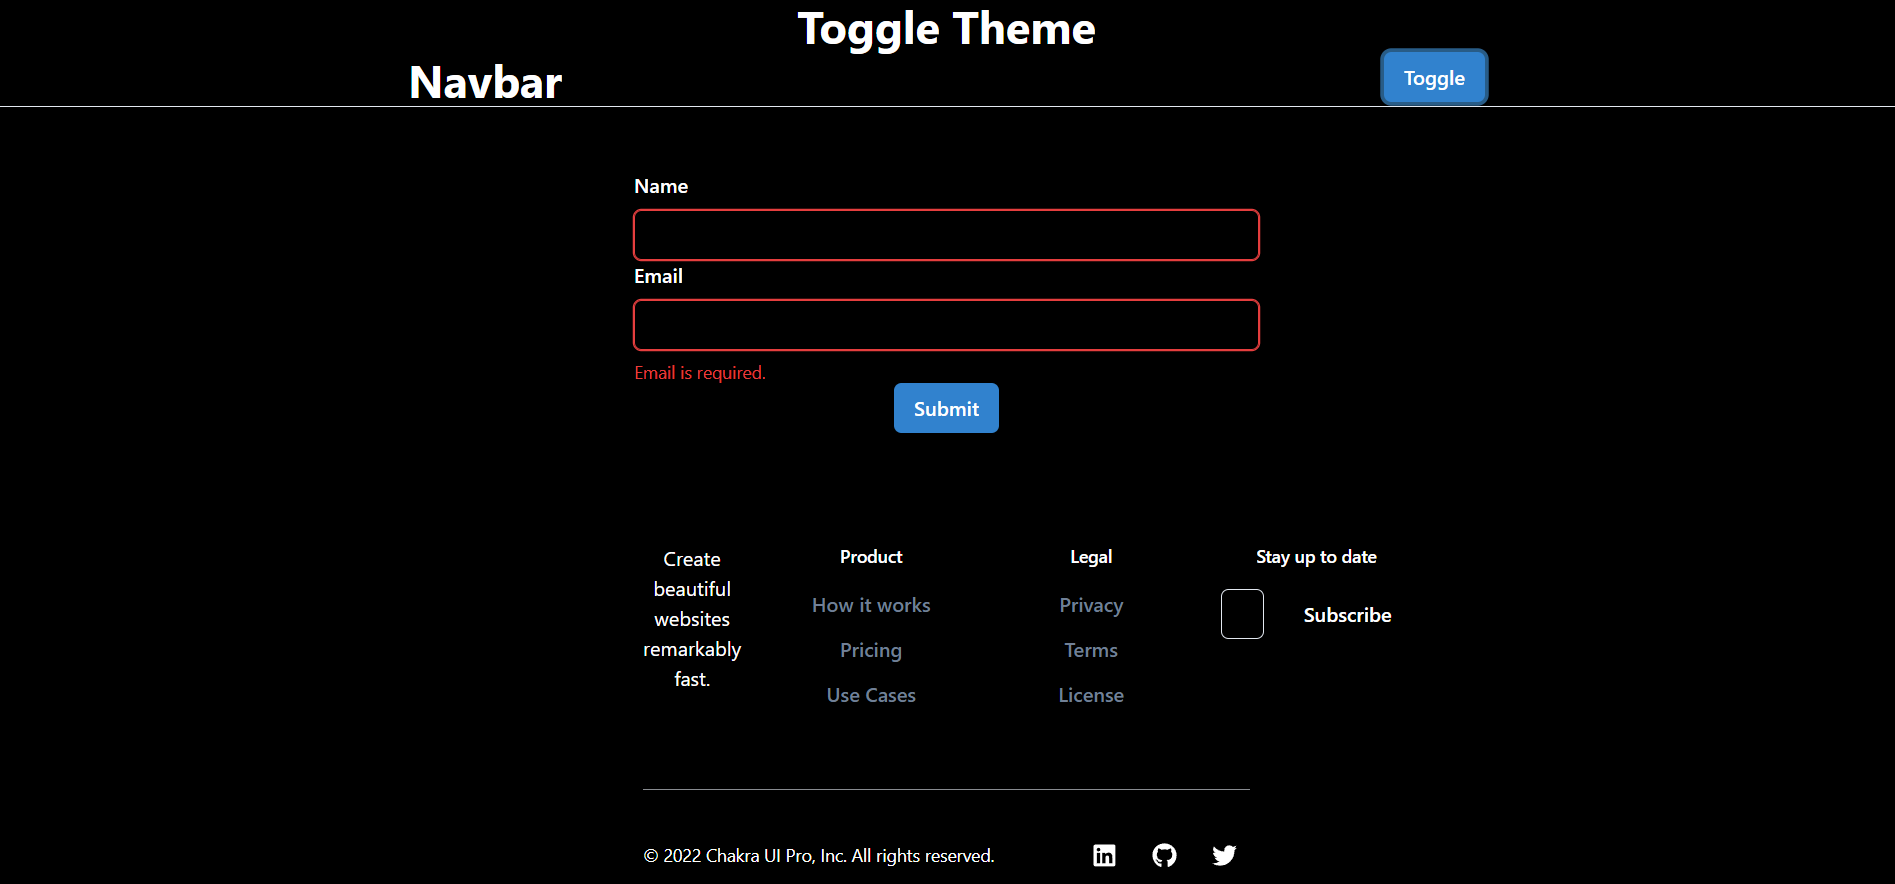 Toggle Theme
Navbar
Toggle
Name
Email
Email is required.
Submit
Create
beautiful
websites
remarkably
fast.
Product
How it works
Pricing
Use Cases
Legal
Privacy
Terms
License
Stay up to date
Subscribe
© 2022 Chakra UI Pro, Inc. All rights reserved.